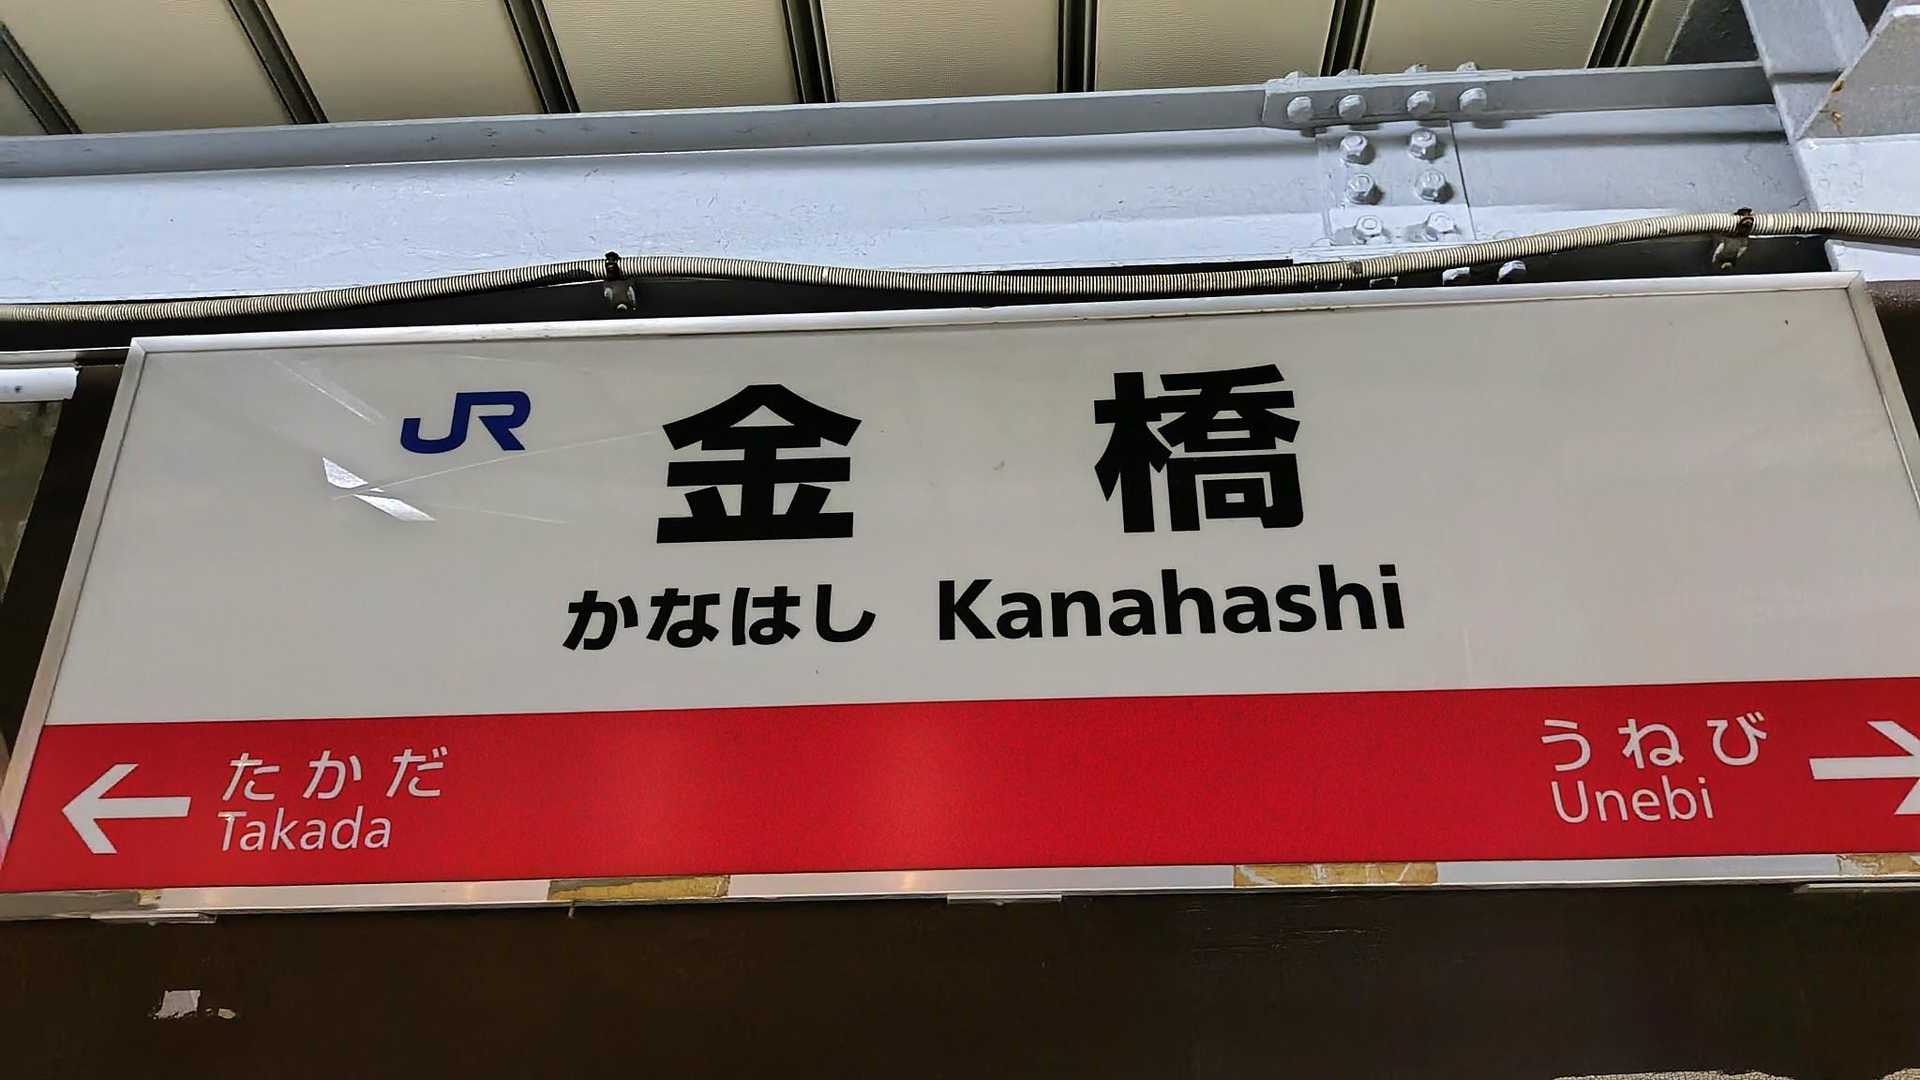 JR 金橋
かなはし Kanahashi
← たかだ
Takada
うねび →
Unebi